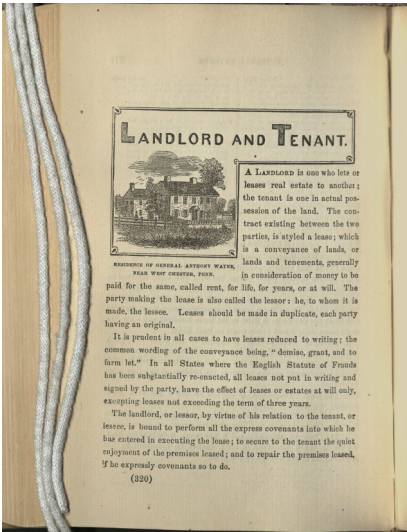 LANDLORD AND TENANT.
RESIDENCE OF GENERAL ANTHONY WAYNE,
NEAR WEST CHESTER, PENN.
A LANDLORD is one who lets or
leases real estate to another;
the tenant is one in actual pos-
session of the land. The con-
tract existing between the two
parties, is styled a lease; which
is a conveyance of lands, or
lands and tenements, generally
in consideration of money to be
paid for the same, called rent, for life, for years, or at will. The
party making the lease is also called the lessor: he, to whom it is
made, the lessee. Leases should be made in duplicate, each party
having an original.
It is prudent in all cases to have leases reduced to writing; the
common wording of the conveyance being, "demise, grant, and to
farm let." In all States where the English Statute of Frauds
has been substantially re-enacted, all leases not put in writing and
signed by the party, have the effect of leases or estates at will only,
excepting leases not exceeding the term of three years.
The landlord, or lessor, by virtue of his relation to the tenant, or
lessee, is bound to perform all the express covenants into which he
has entered in executing the lease; to secure to the tenant the quiet
enjoyment of the premises leased; and to repair the premises leased,
if he expressly covenants so to do.
(320)